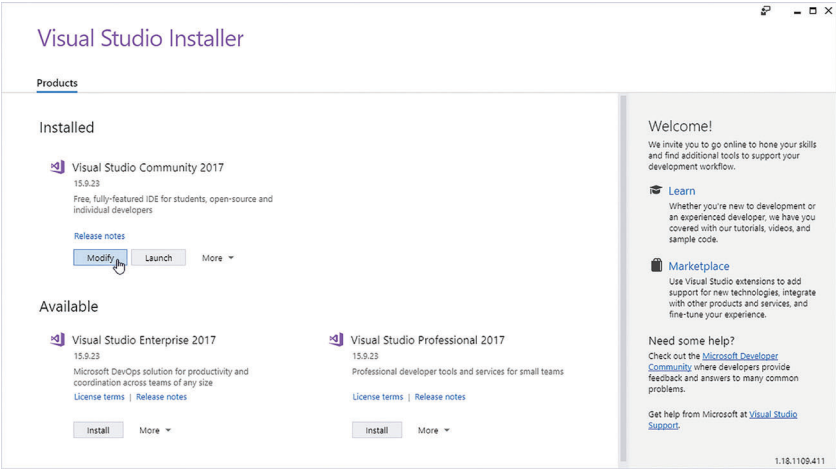 Visual Studio Installer
Products
Installed
Visual Studio Community 2017
15.9.23
Free, fully-featured IDE for students, open-source and
individual developers
Release notes
Modify Launch More
Available
Visual Studio Enterprise 2017
15.9.23
Microsoft DevOps solution for productivity and
coordination across teams of any size
License terms | Release notes
Install More
Visual Studio Professional 2017
15.9.23
Professional developer tools and services for small teams
License terms | Release notes
Install More
Welcome!
We invite you to go online to hone your skills
and find additional tools to support your
development workflow.
Learn
Whether you're new to development or
an experienced developer, we have you
covered with our tutorials, videos, and
sample code.
Marketplace
Use Visual Studio extensions to add
support for new technologies, integrate
with other products and services, and
fine-tune your experience.
Need some help?
Check out the Microsoft Developer
Community where developers provide
feedback and answers to many common
problems.
Get help from Microsoft at Visual Studio
Support.
1.18.1109.411